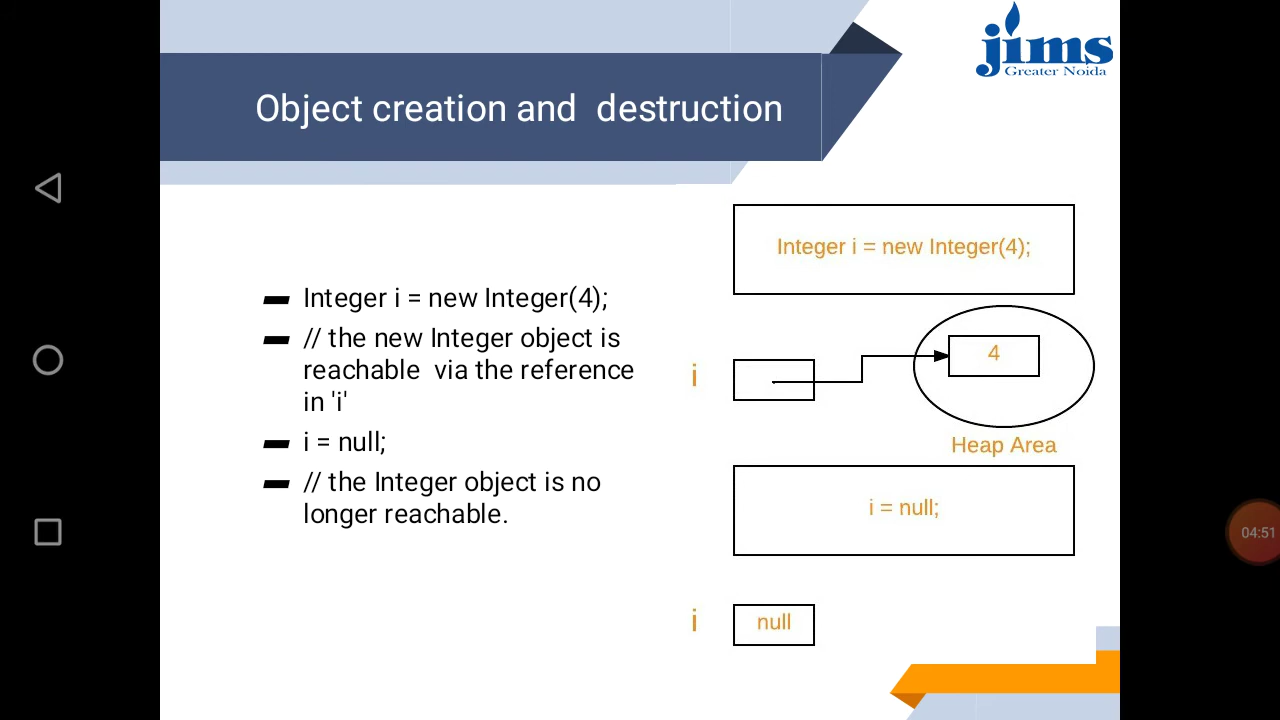 jims
Greater Noida
Object creation and destruction
Integer i = new Integer(4);
// the new Integer object is
reachable via the reference
in 'i'
i = null;
// the Integer object is no
longer reachable.
Integer i = new Integer(4);
i
4
Heap Area
i = null;
i
null
04:51